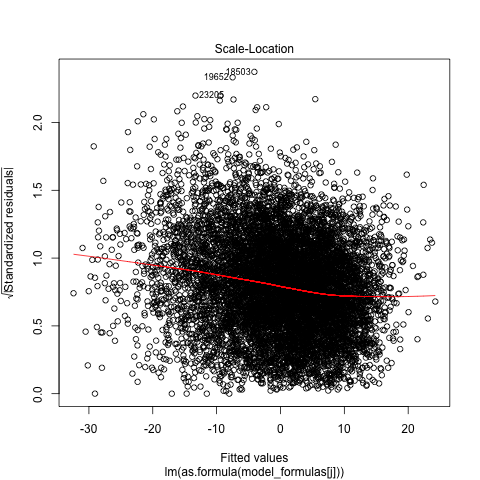 Scale-Location
18503
19652
23205
√|Standardized residuals|
2.0
1.5
1.0
0.5
0.0
-30 -20 -10 0 10 20
Fitted values
lm(as.formula(model_formulas[j]))